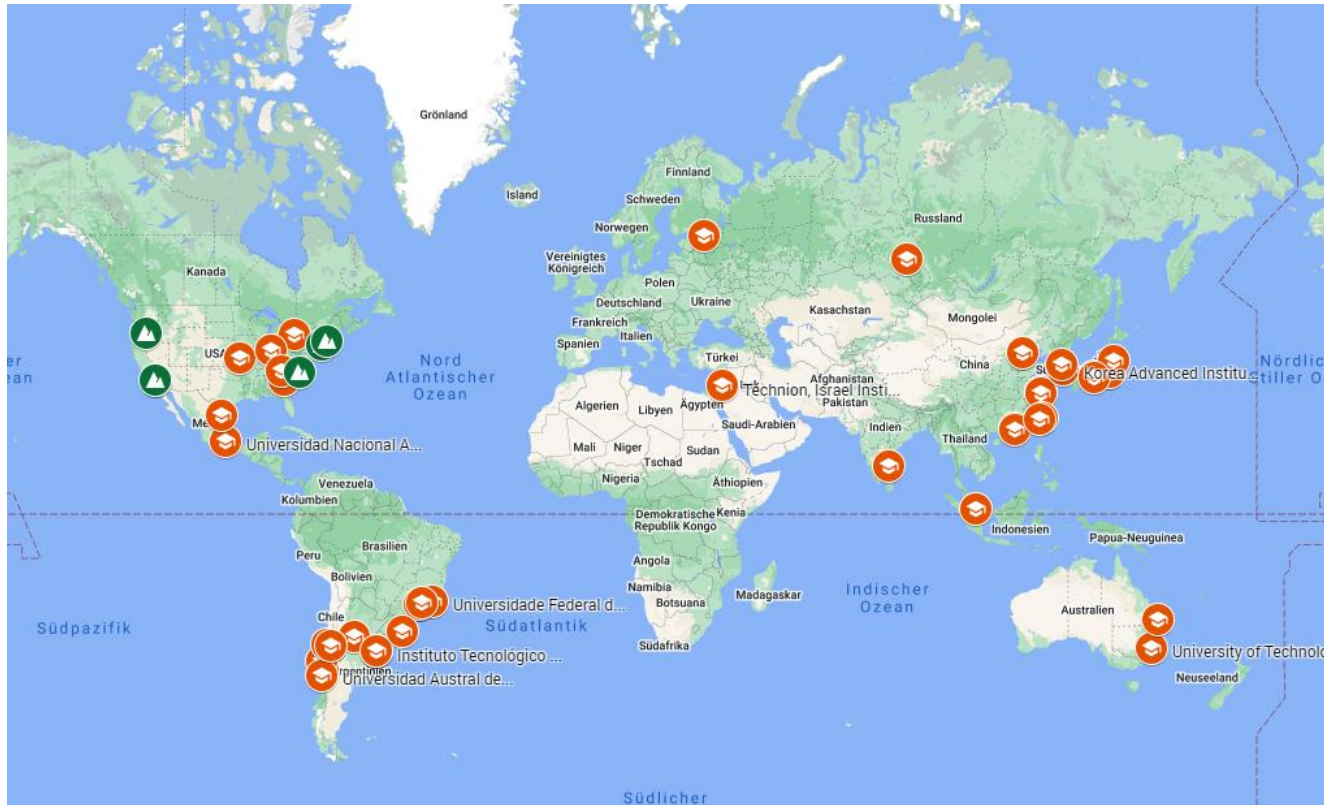 Grönland
Island
Finnland
Schweden
Norwegen
Russland
Vereinigtes
Königreich
Polen
Deutschland
Ukraine
Frankreich
Italien
Spanien
Kasachstan
Mongolei
Kanada
USA
Nord
Atlantischer
Ozean
Türkei
China
Korea Advanced Institu...
Nördlic
Stiller O
Technion, Israel Insti...
Afghanistan
Pakistan
Algerien
Libyen
Ägypten
Saudi-Arabien
Indien
Thailand
Mali
Niger
Sudan
Tschad
Nigeria
Äthiopien
Universidad Nacional A...
Venezuela
Kolumbien
Demokratische
Republik Kongo
Kenia
Indonesien
Papua-Neuguinea
Peru
Brasilien
Bolivien
Angola
Namibia
Botsuana
Madagaskar
Indischer
Ozean
Australien
Chile
Universidade Federal d...
Südpazifik
Südatlantik
Südafrika
Instituto Tecnológico ...
Universidad Austral de...
University of Technolo
Neuseeland
Südlicher